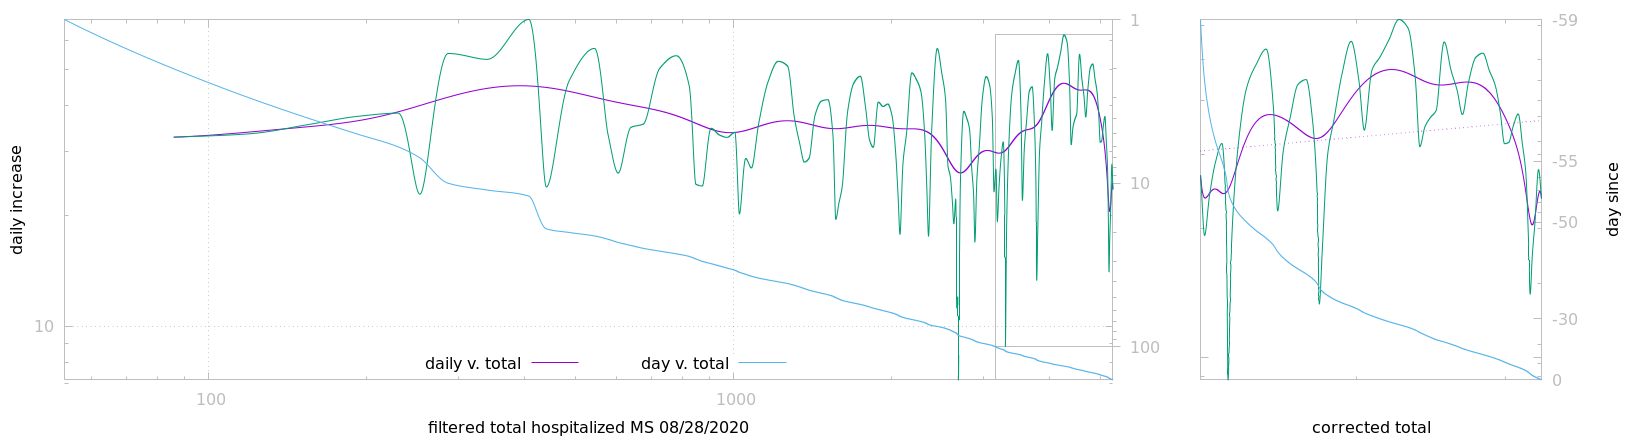 daily increase
10
100
1000
daily v. total
day v. total
filtered total hospitalized MS 08/28/2020
1
10
100
-59
-55
-50
-30
0
day since
corrected total